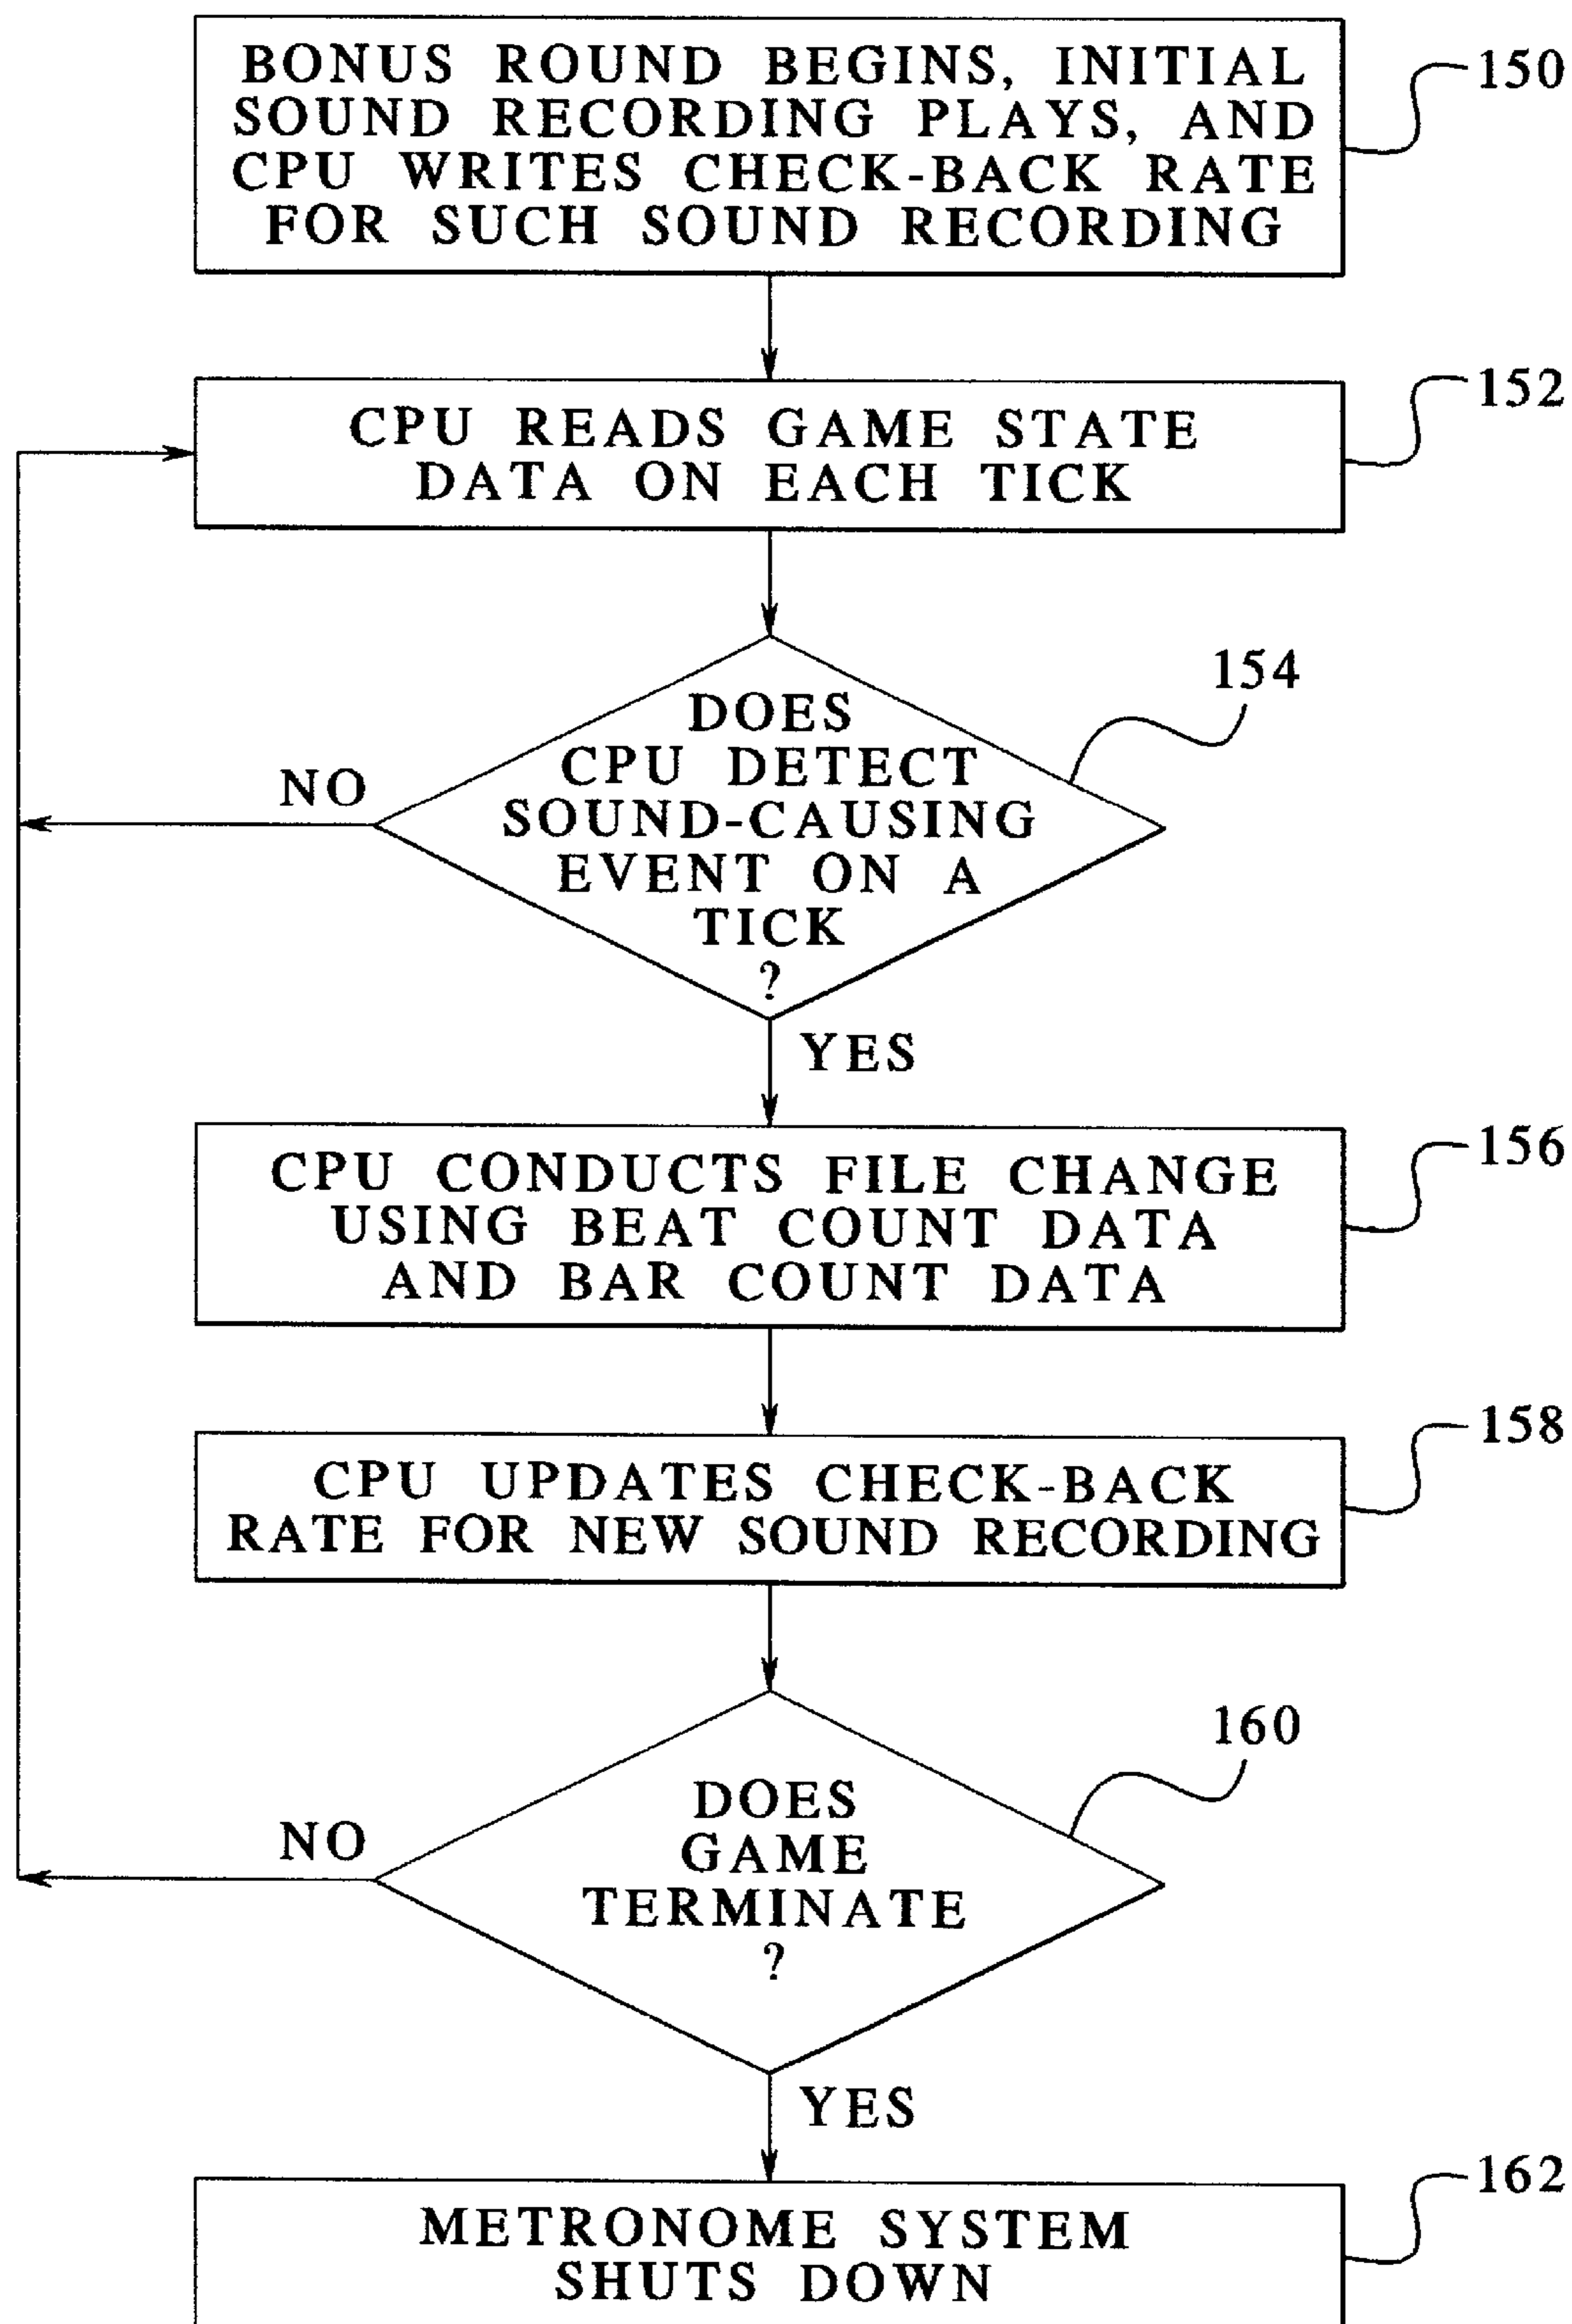 BONUS ROUND BEGINS, INITIAL
SOUND RECORDING PLAYS, AND
CPU WRITES CHECK-BACK RATE
FOR SUCH SOUND RECORDING
150
CPU READS GAME STATE
DATA ON EACH TICK
152
DOES
CPU DETECT
SOUND-CAUSING
EVENT ON A
TICK
?
154
NO
YES
CPU CONDUCTS FILE CHANGE
USING BEAT COUNT DATA
AND BAR COUNT DATA
156
CPU UPDATES CHECK-BACK
RATE FOR NEW SOUND RECORDING
158
DOES
GAME
TERMINATE
?
160
NO
YES
METRONOME SYSTEM
SHUTS DOWN
162